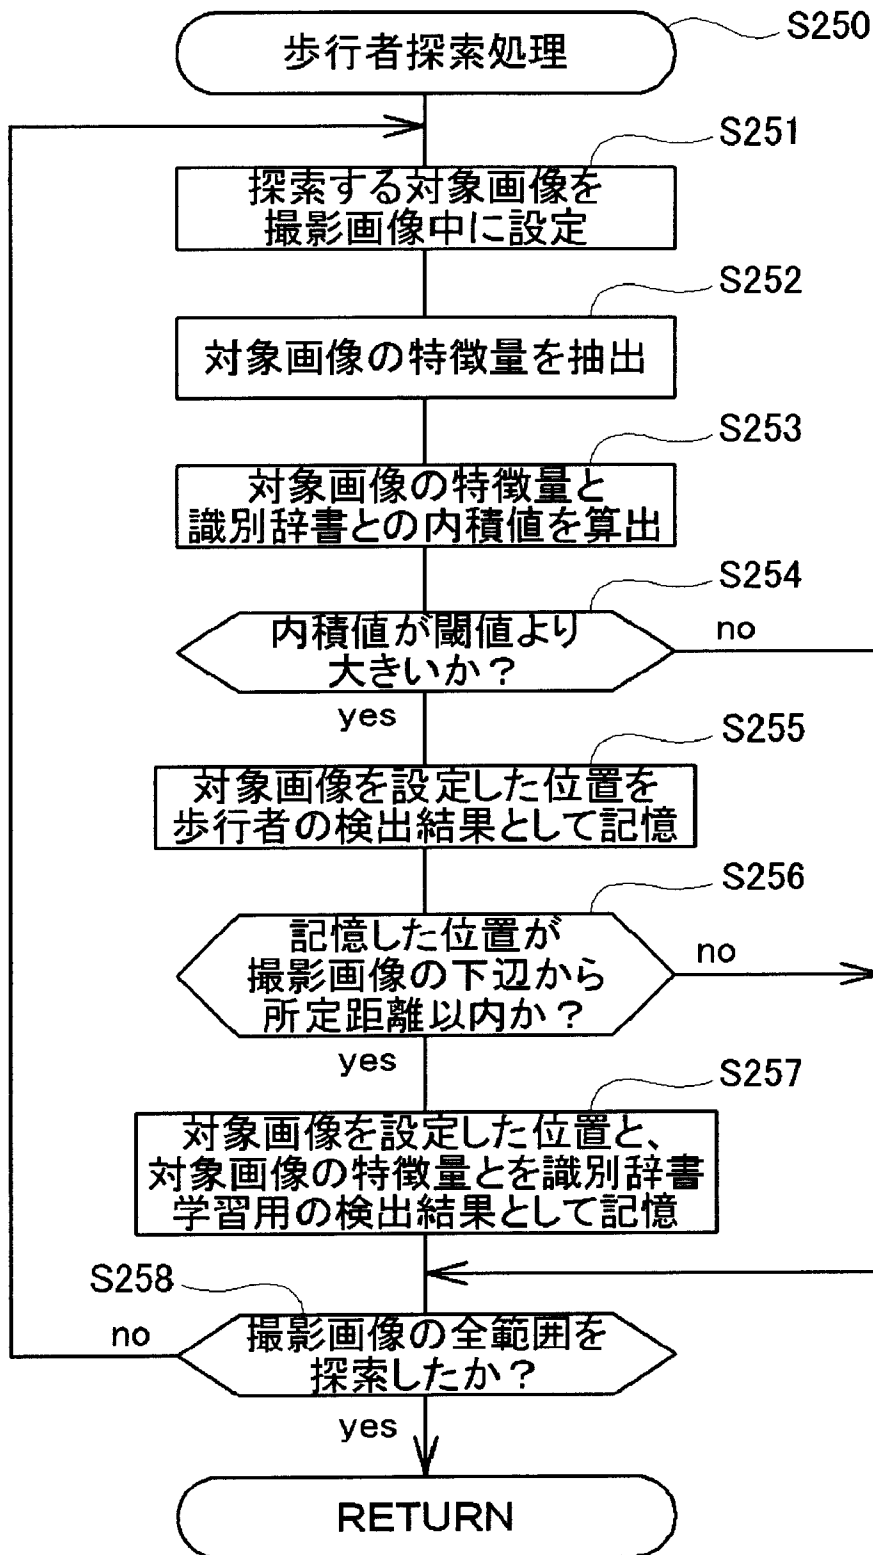 S250
歩行者探索処理
S251
探索する対象画像を
撮影画像中に設定
S252
対象画像の特徴量を抽出
S253
対象画像の特徴量と
識別辞書との内積値を算出
S254
内積値が閾値より
大きいか？
no
yes
S255
対象画像を設定した位置を
歩行者の検出結果として記憶
S256
記憶した位置が
撮影画像の下辺から
所定距離以内か？
no
yes
S257
対象画像を設定した位置と、
対象画像の特徴量とを識別辞書
学習用の検出結果として記憶
S258
撮影画像の全範囲を
探索したか？
no
yes
RETURN